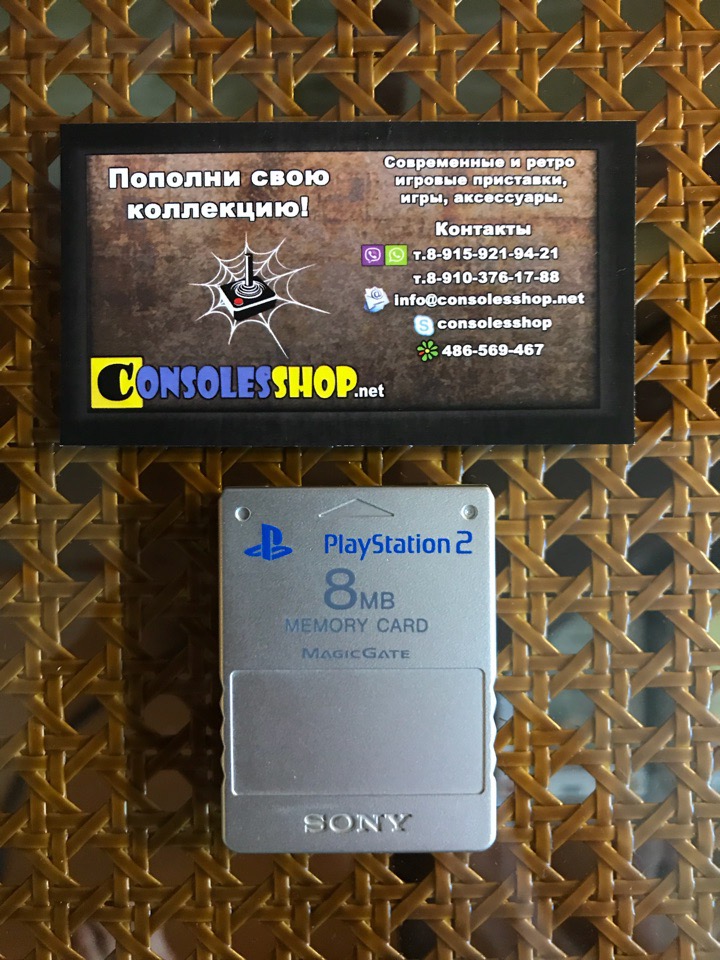 Пополни свою
коллекцию!
CONSOLESSHOP.net
Современные и ретро
игровые приставки,
игры, аксессуары.
Контакты
т.8-915-921-94-21
т.8-910-376-17-88
info@consolesshop.net
consolesshop
486-569-467
PlayStation 2
8MB
MEMORY CARD
MAGICGATE
SONY